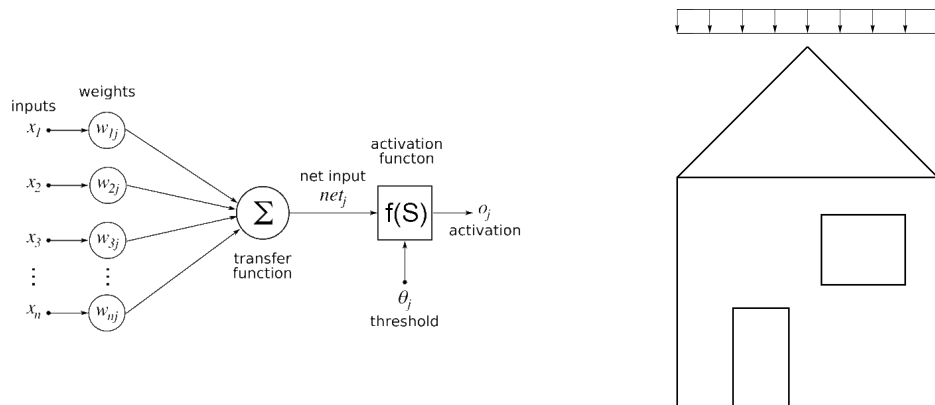 inputs
weights
x1
w1j
x2
w2j
x3
w3j
⋮
⋮
xn
wnj
Σ
transfer
function
net input
netj
activation
functon
f(S)
oj
activation
θj
threshold